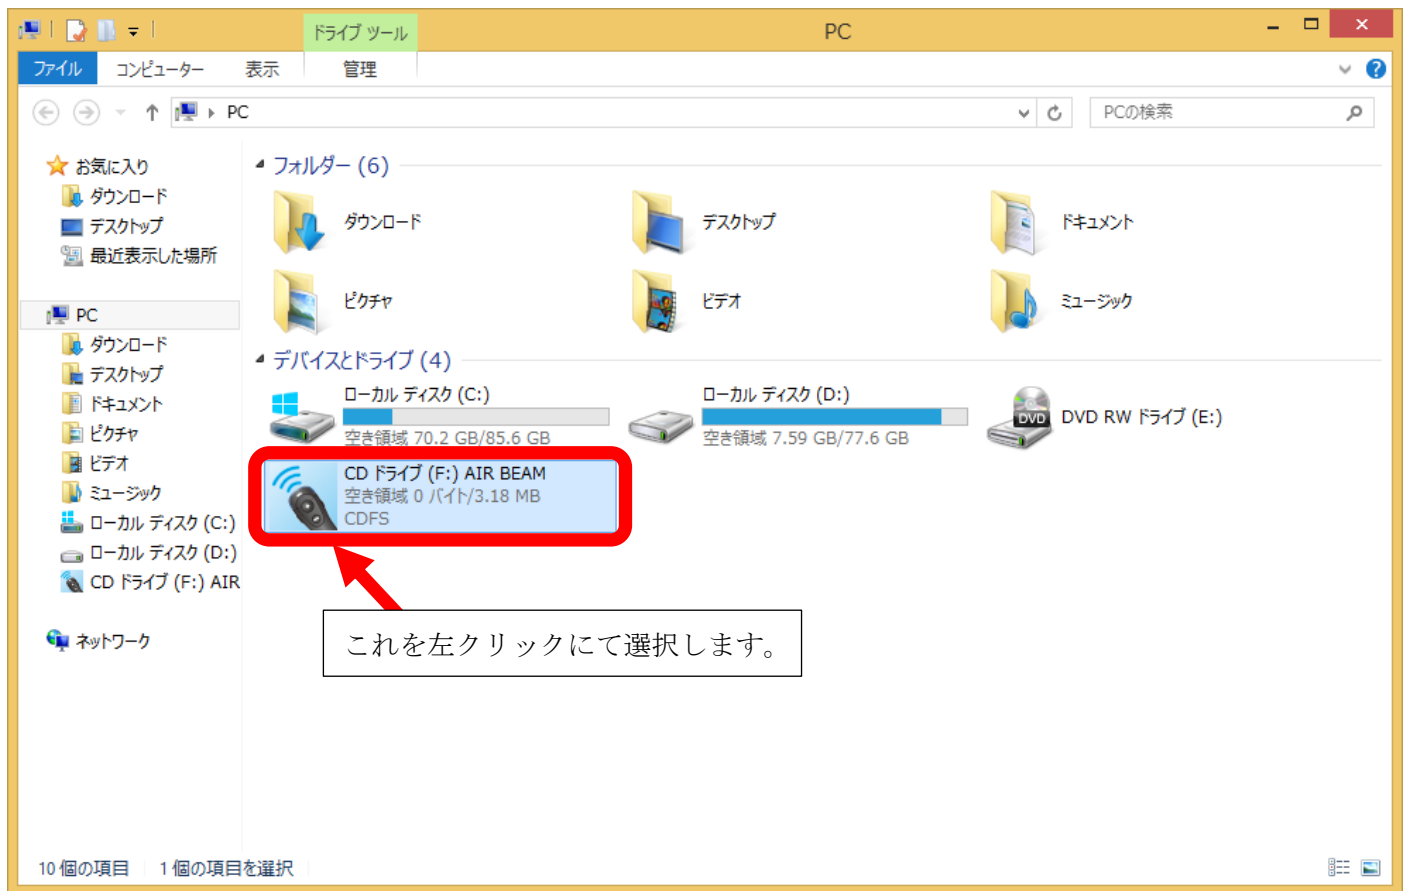 ドライブ ツール
PC
ファイル
コンピューター
表示
管理
PC
PCの検索
お気に入り
ダウンロード
デスクトップ
最近表示した場所
PC
ダウンロード
デスクトップ
ドキュメント
ピクチャ
ビデオ
ミュージック
ローカル ディスク (C:)
ローカル ディスク (D:)
CD ドライブ (F:) AIR
ネットワーク
フォルダー (6)
ダウンロード
デスクトップ
ドキュメント
ピクチャ
ビデオ
ミュージック
デバイスとドライブ (4)
ローカル ディスク (C:)
空き領域 70.2 GB/85.6 GB
ローカル ディスク (D:)
空き領域 7.59 GB/77.6 GB
DVD
DVD RW ドライブ (E:)
CD ドライブ (F:) AIR BEAM
空き領域 0 バイト/3.18 MB
CDFS
これを左クリックにて選択します。
10 個の項目
1 個の項目を選択